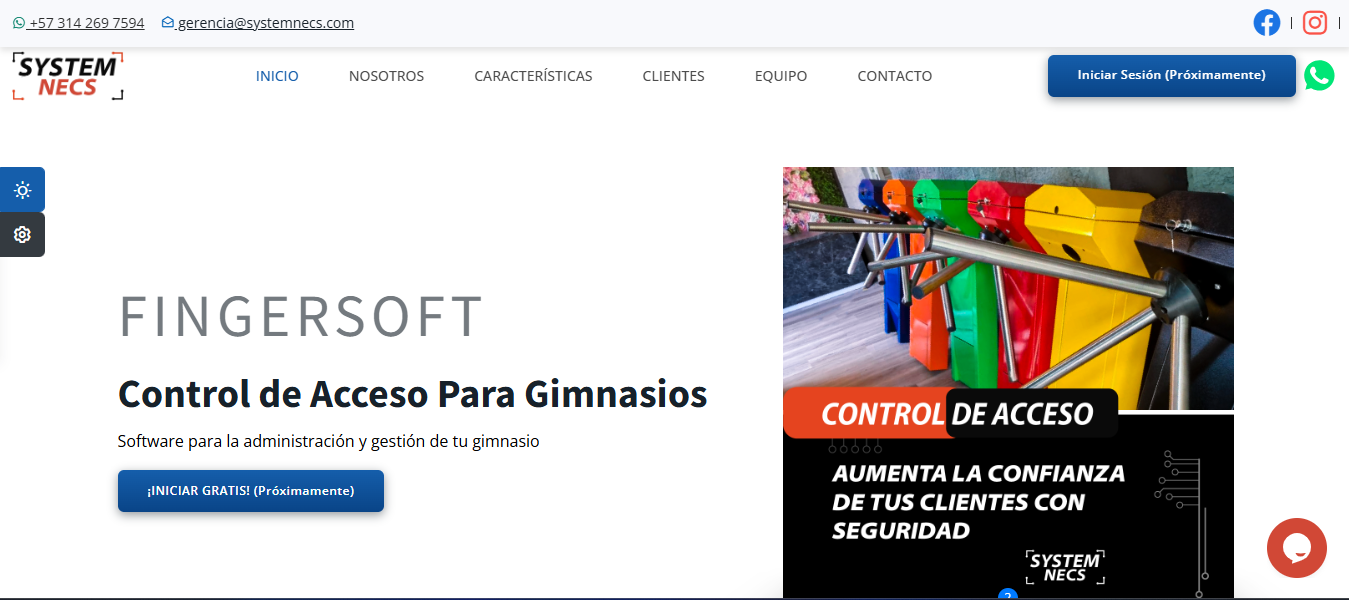 +57 314 269 7594 gerencia@systemnecs.com
SYSTEM
NECS
INICIO NOSOTROS CARACTERÍSTICAS CLIENTES EQUIPO CONTACTO
Iniciar Sesión (Próximamente)
FINGERSOFT
Control de Acceso Para Gimnasios
Software para la administración y gestión de tu gimnasio
¡INICIAR GRATIS! (Próximamente)
CONTROL DE ACCESO
AUMENTA LA CONFIANZA
DE TUS CLIENTES CON
SEGURIDAD
SYSTEM
NECS